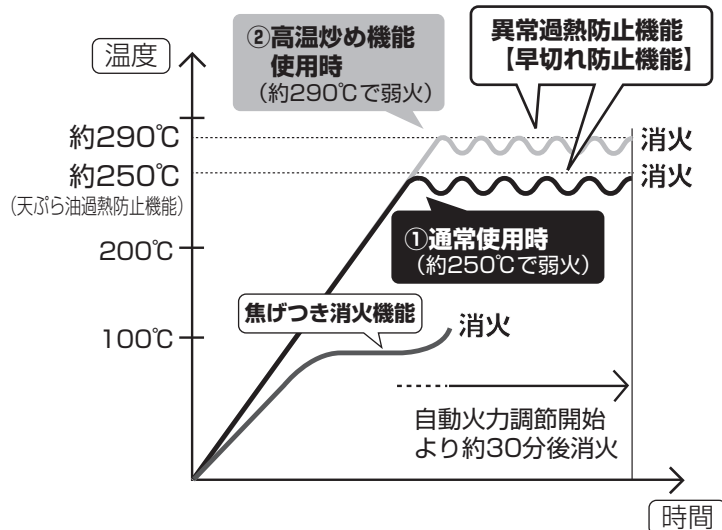 温度
②高温炒め機能
使用時
（約290℃で弱火）
異常過熱防止機能
【早切れ防止機能】
約290℃
消火
約250℃
消火
（天ぷら油過熱防止機能）
①通常使用時
（約250℃で弱火）
200℃
焦げつき消火機能
消火
100℃
自動火力調節開始
より約30分後消火
時間